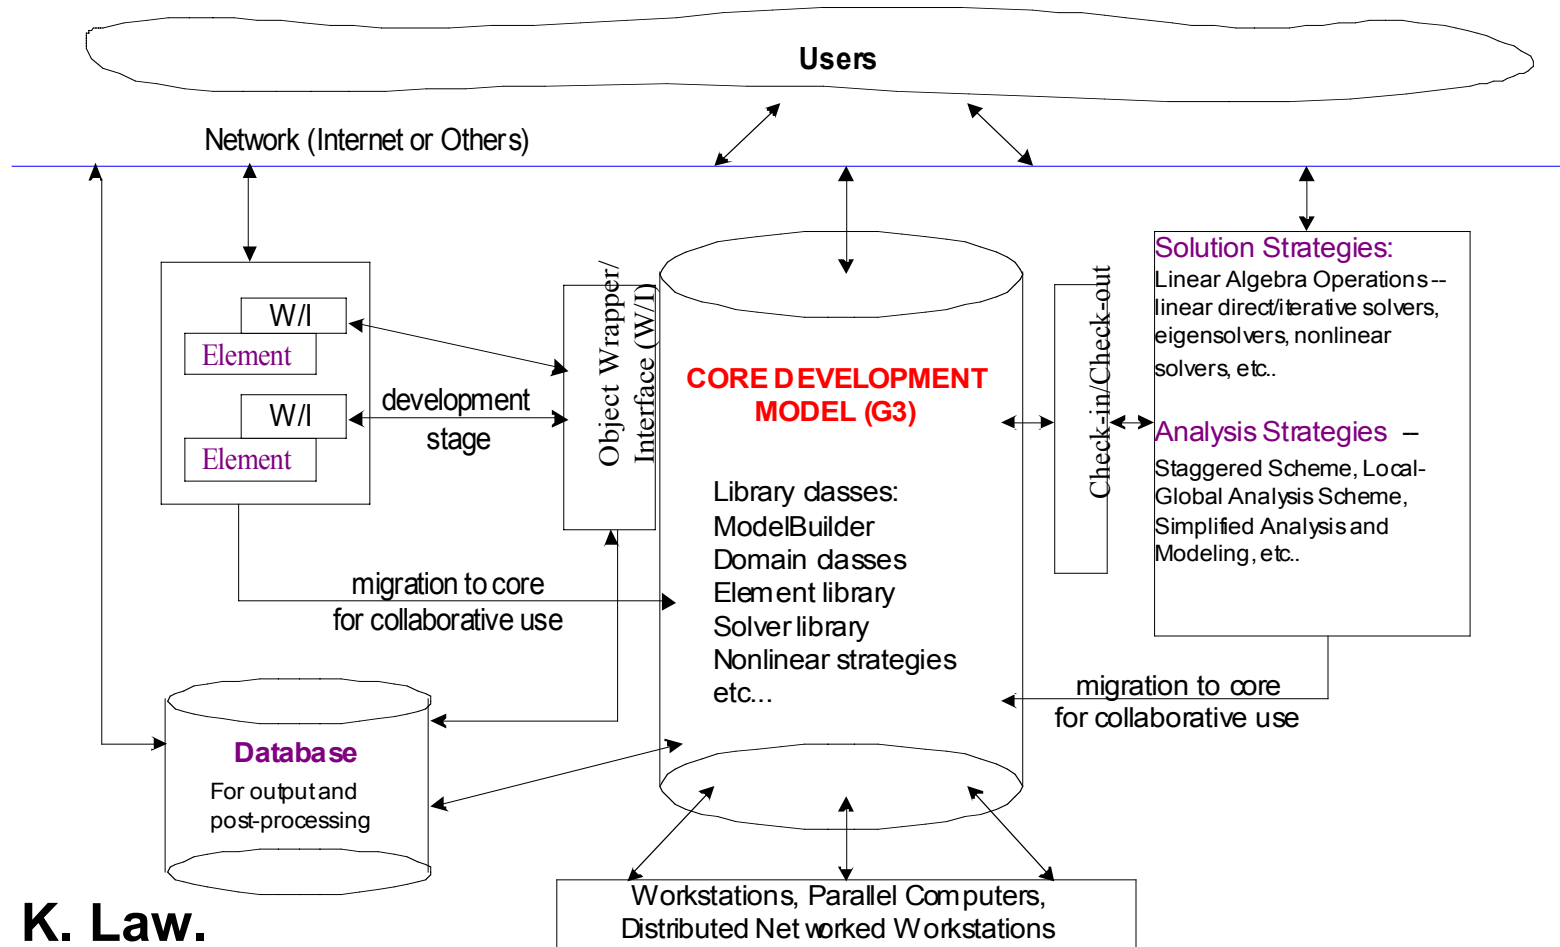 Users
Network (Internet or Others)
W/I
Element
W/I
Element
development
stage
Object Wrapper/
Interface (W/I)
CORE DEVELOPMENT
MODEL (G3)
Library classes:
ModelBuilder
Domain classes
Element library
Solver library
Nonlinear strategies
etc...
Check-in/Check-out
Solution Strategies:
Linear Algebra Operations --
linear direct/iterative solvers,
eigensolvers, nonlinear
solvers, etc..
Analysis Strategies –
Staggered Scheme, Local-
Global Analysis Scheme,
Simplified Analysis and
Modeling, etc..
migration to core
for collaborative use
migration to core
for collaborative use
Database
For output and
post-processing
Workstations, Parallel Computers,
Distributed Networked Workstations
K. Law.